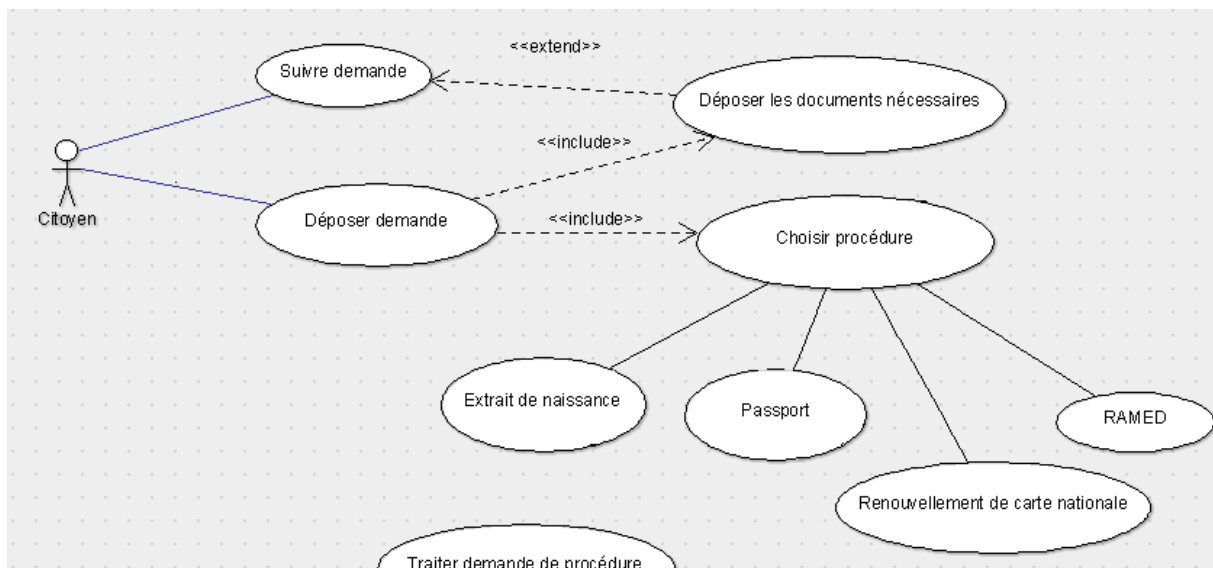 <<extend>>
Suivre demande
Déposer les documents nécessaires
<<include>>
Citoyen
Déposer demande
<<include>>
Choisir procédure
Extrait de naissance
Passport
RAMED
Renouvellement de carte nationale
Traiter demande de procédure